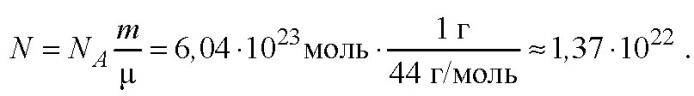 N = N_A m/μ = 6,04 · 10^23 моль · 1 г / 44 г/моль ≈ 1,37 · 10^22 .